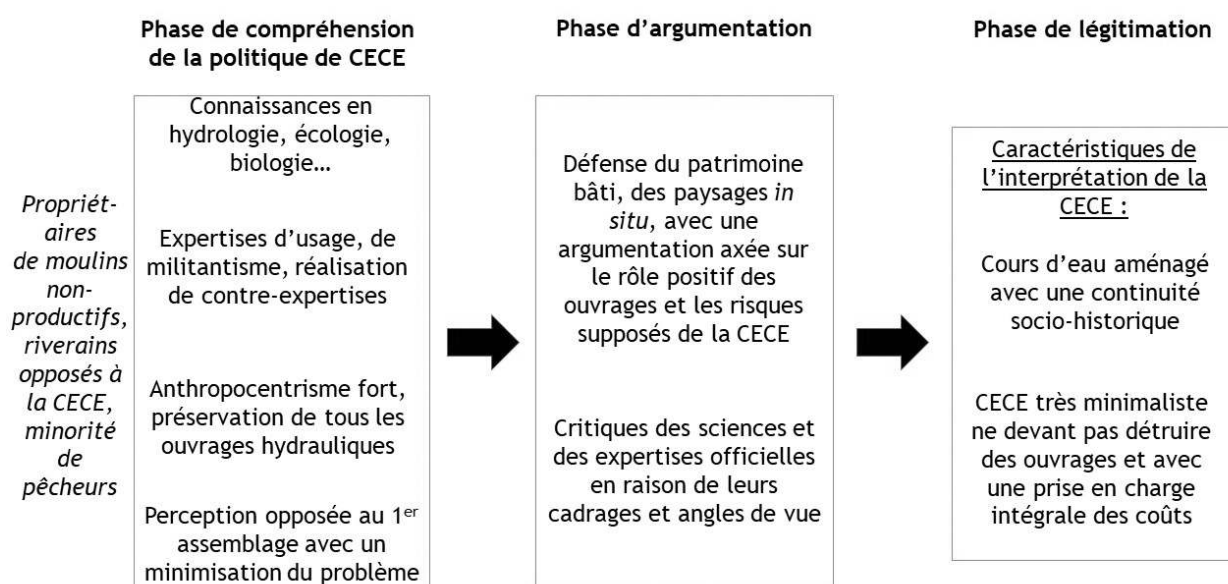 Phase de compréhension
de la politique de CECE
Phase d'argumentation
Phase de légitimation
Propriét-
aires
de moulins
non-
productifs,
riverains
opposés à
la CECE,
minorité
de
pêcheurs
Connaissances en
hydrologie, écologie,
biologie…
Expertises d'usage, de
militantisme, réalisation
de contre-expertises
Anthropocentrisme fort,
préservation de tous les
ouvrages hydrauliques
Perception opposée au 1er
assemblage avec un
minimisation du problème
Défense du patrimoine
bâti, des paysages in
situ, avec une
argumentation axée sur
le rôle positif des
ouvrages et les risques
supposés de la CECE
Critiques des sciences et
des expertises officielles
en raison de leurs
cadrages et angles de vue
Caractéristiques de
l'interprétation de la
CECE :
Cours d'eau aménagé
avec une continuité
socio-historique
CECE très minimaliste
ne devant pas détruire
des ouvrages et avec
une prise en charge
intégrale des coûts